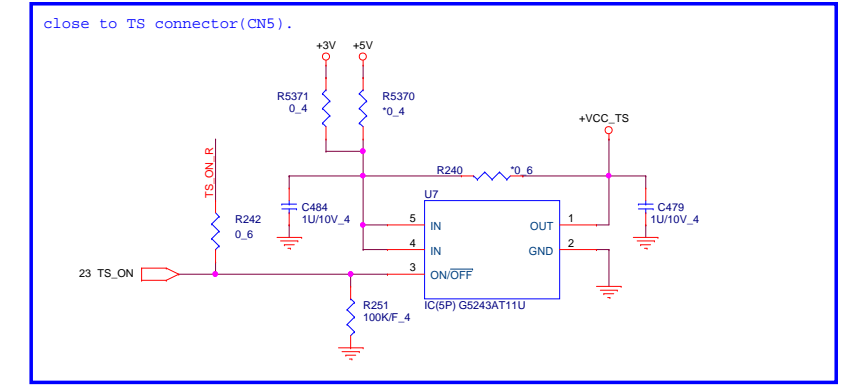 close to TS connector(CN5).
+3V
+5V
R5371
0_4
R5370
*0_4
+VCC_TS
TS_ON_R
R240
*0_6
U7
C484
1U/10V_4
C479
1U/10V_4
R242
0_6
5
IN
OUT
1
4
IN
GND
2
23 TS_ON
3
ON/OFF
R251
100K/F_4
IC(5P) G5243AT11U